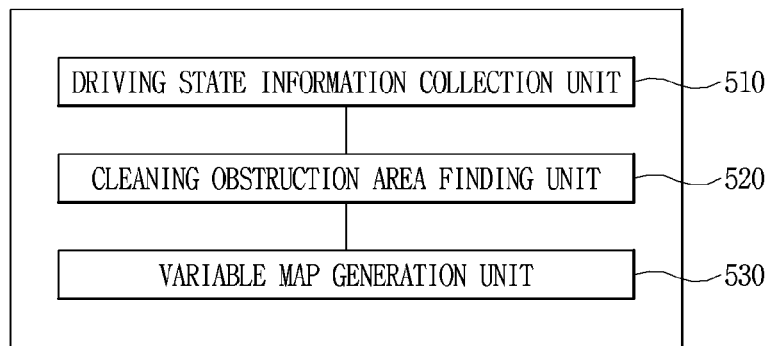 DRIVING STATE INFORMATION COLLECTION UNIT 510
CLEANING OBSTRUCTION AREA FINDING UNIT 520
VARIABLE MAP GENERATION UNIT 530